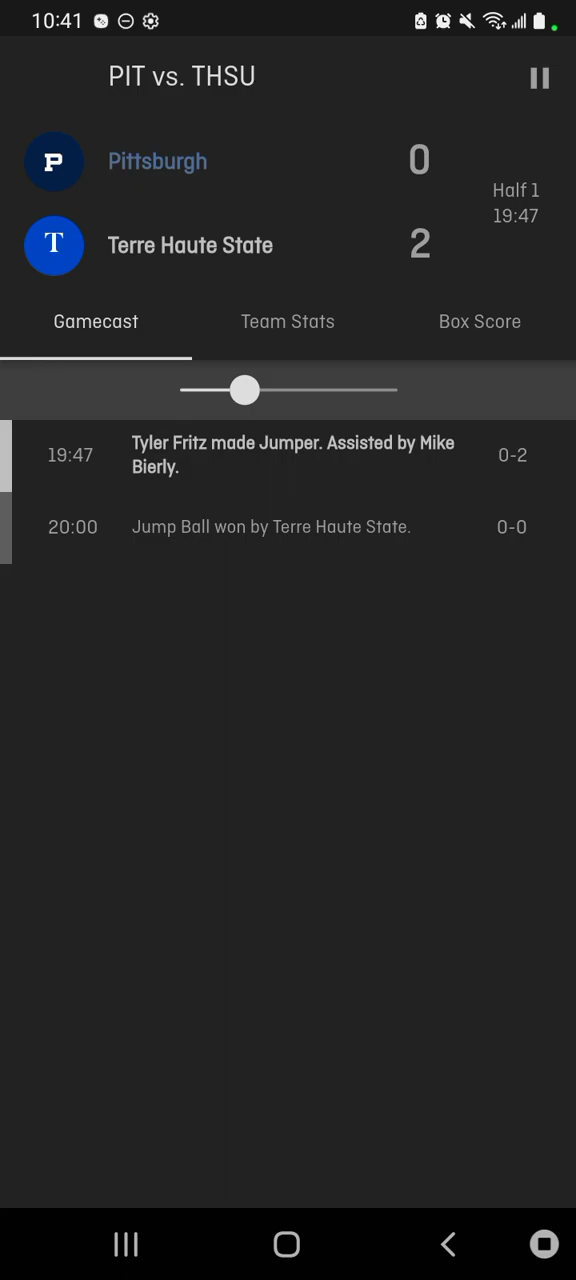 10:41
PIT vs. THSU
P
Pittsburgh
0
Half 1
19:47
T
Terre Haute State
2
Gamecast
Team Stats
Box Score
19:47
Tyler Fritz made Jumper. Assisted by Mike
Bierly.
0-2
20:00
Jump Ball won by Terre Haute State.
0-0